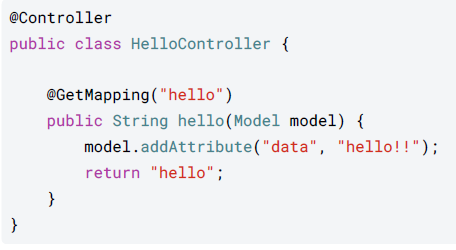 @Controller
public class HelloController {
@GetMapping("hello")
public String hello(Model model) {
model.addAttribute("data", "hello!!");
return "hello";
}
}